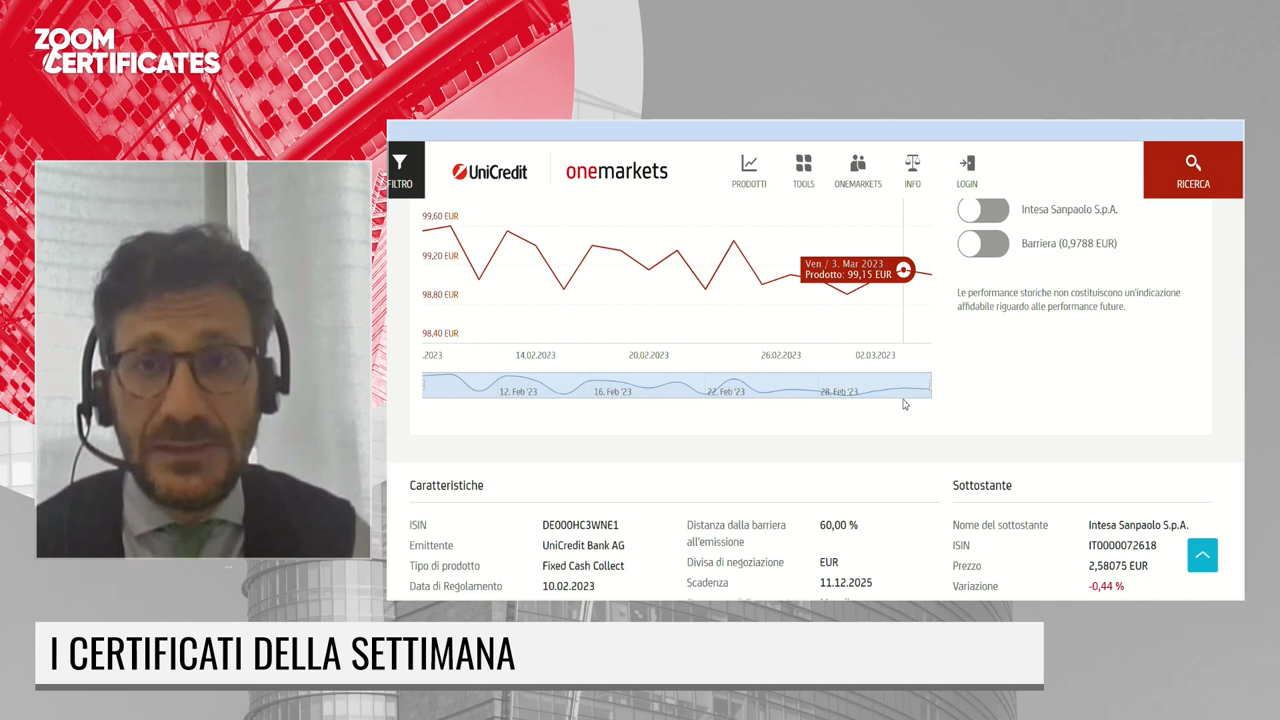 ZOOM
CERTIFICATES
FILTRO
UniCredit
onemarkets
PRODOTTI
TOOLS
ONEMARKETS
INFO
LOGIN
RICERCA
99,60 EUR
99,20 EUR
98,80 EUR
98,40 EUR
Ven / 3. Mar 2023
Prodotto: 99,15 EUR
.2023
14.02.2023
20.02.2023
26.02.2023
02.03.2023
12. Feb '23
16. Feb '23
22. Feb '23
28. Feb '23
Intesa Sanpaolo S.p.A.
Barriera (0,9788 EUR)
Le performance storiche non costituiscono un'indicazione
affidabile riguardo alle performance future.
Caratteristiche
ISIN DE000HC3WNE1
Emittente UniCredit Bank AG
Tipo di prodotto Fixed Cash Collect
Data di Regolamento 10.02.2023
Distanza dalla barriera 60,00 %
all'emissione
Divisa di negoziazione EUR
Scadenza 11.12.2025
Sottostante
Nome del sottostante Intesa Sanpaolo S.p.A.
ISIN IT0000072618
Prezzo 2,58075 EUR
Variazione -0,44 %
I CERTIFICATI DELLA SETTIMANA